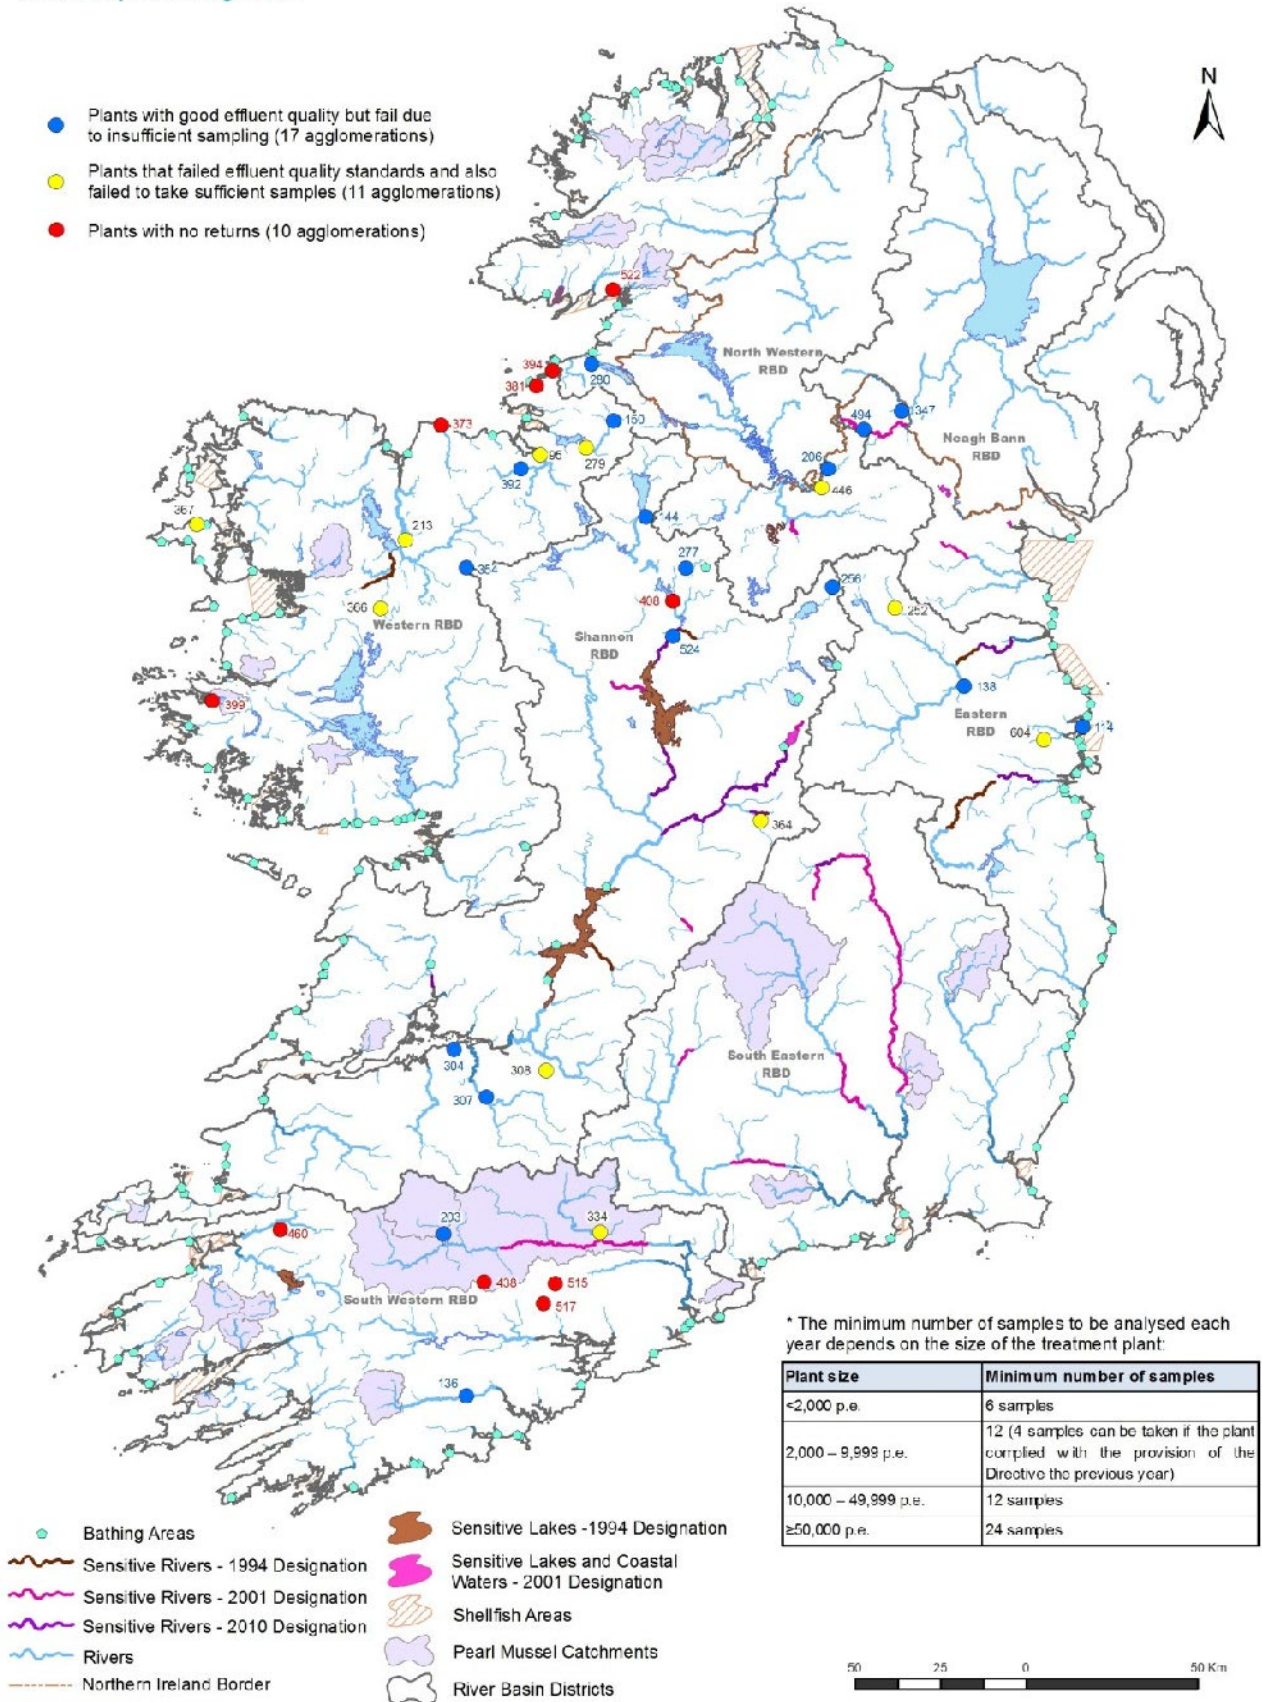 N
Plants with good effluent quality but fail due
to insufficient sampling (17 agglomerations)
Plants that failed effluent quality standards and also
failed to take sufficient samples (11 agglomerations)
Plants with no returns (10 agglomerations)
522
North Western
RBD
394
280
381
160
494
347
373
Neagh Bann
RBD
95
279
206
392
446
367
144
213
277
354
256
408
252
366
Western RBD
Shannon
RBD
524
138
399
Eastern
RBD
114
604
364
South Eastern
RBD
304
308
307
203
334
460
438
515
South Western RBD
517
136
* The minimum number of samples to be analysed each
year depends on the size of the treatment plant:
Plant size Minimum number of samples
<2,000 p.e. 6 samples
2,000 – 9,999 p.e. 12 (4 samples can be taken if the plant
complied with the provision of the
Directive the previous year)
10,000 – 49,999 p.e. 12 samples
≥50,000 p.e. 24 samples
Bathing Areas
Sensitive Rivers - 1994 Designation
Sensitive Rivers - 2001 Designation
Sensitive Rivers - 2010 Designation
Rivers
Northern Ireland Border
Sensitive Lakes -1994 Designation
Sensitive Lakes and Coastal
Waters - 2001 Designation
Shellfish Areas
Pearl Mussel Catchments
River Basin Districts
50 25 0 50 Km